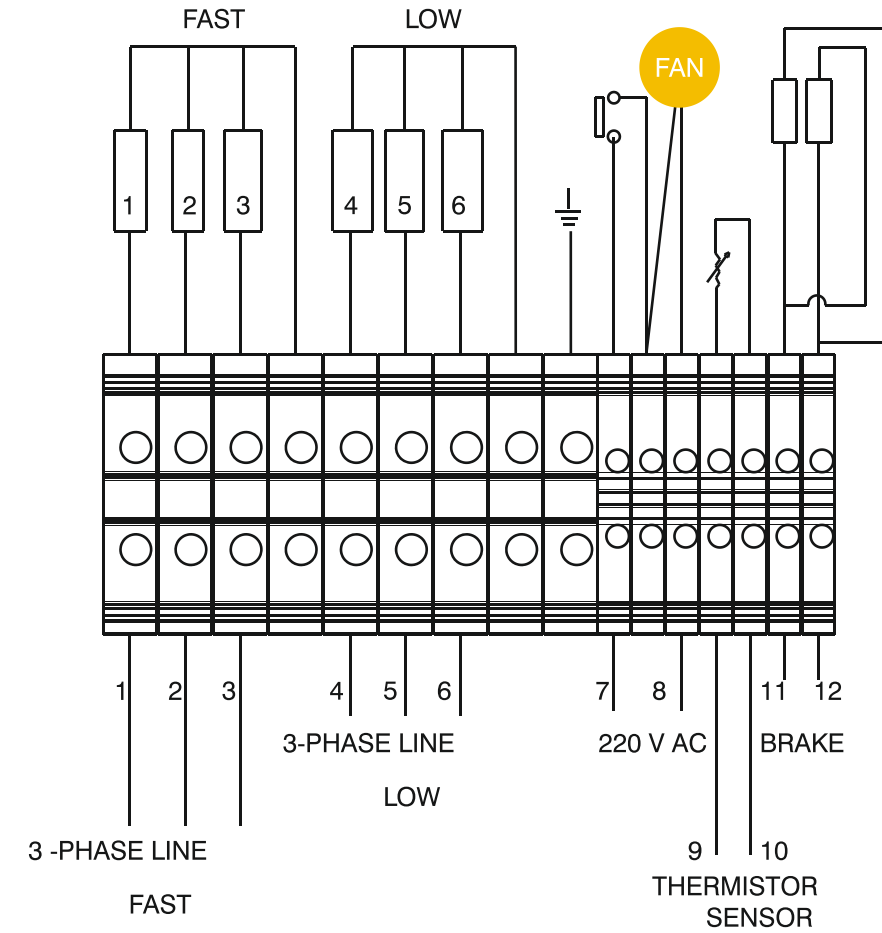 FAST
LOW
FAN
1
2
3
4
5
6
1
2
3
4
5
6
7
8
11
12
3-PHASE LINE
220 V AC
BRAKE
LOW
3 -PHASE LINE
9
10
FAST
THERMISTOR
SENSOR